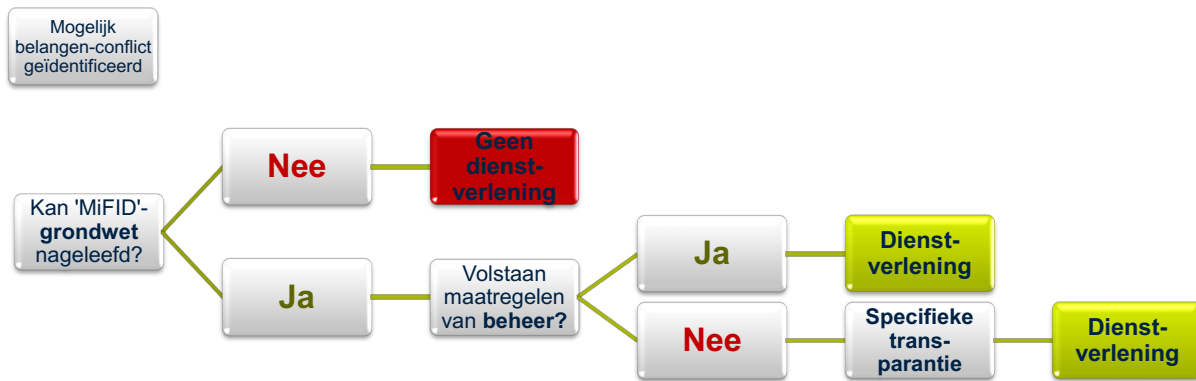 Mogelijk
belangen-conflict
geïdentificeerd
Nee
Geen
dienst-
verlening
Kan 'MiFID'-
grondwet
nageleefd?
Ja
Volstaan
maatregelen
van beheer?
Ja
Dienst-
verlening
Nee
Specifieke
trans-
parantie
Dienst-
verlening